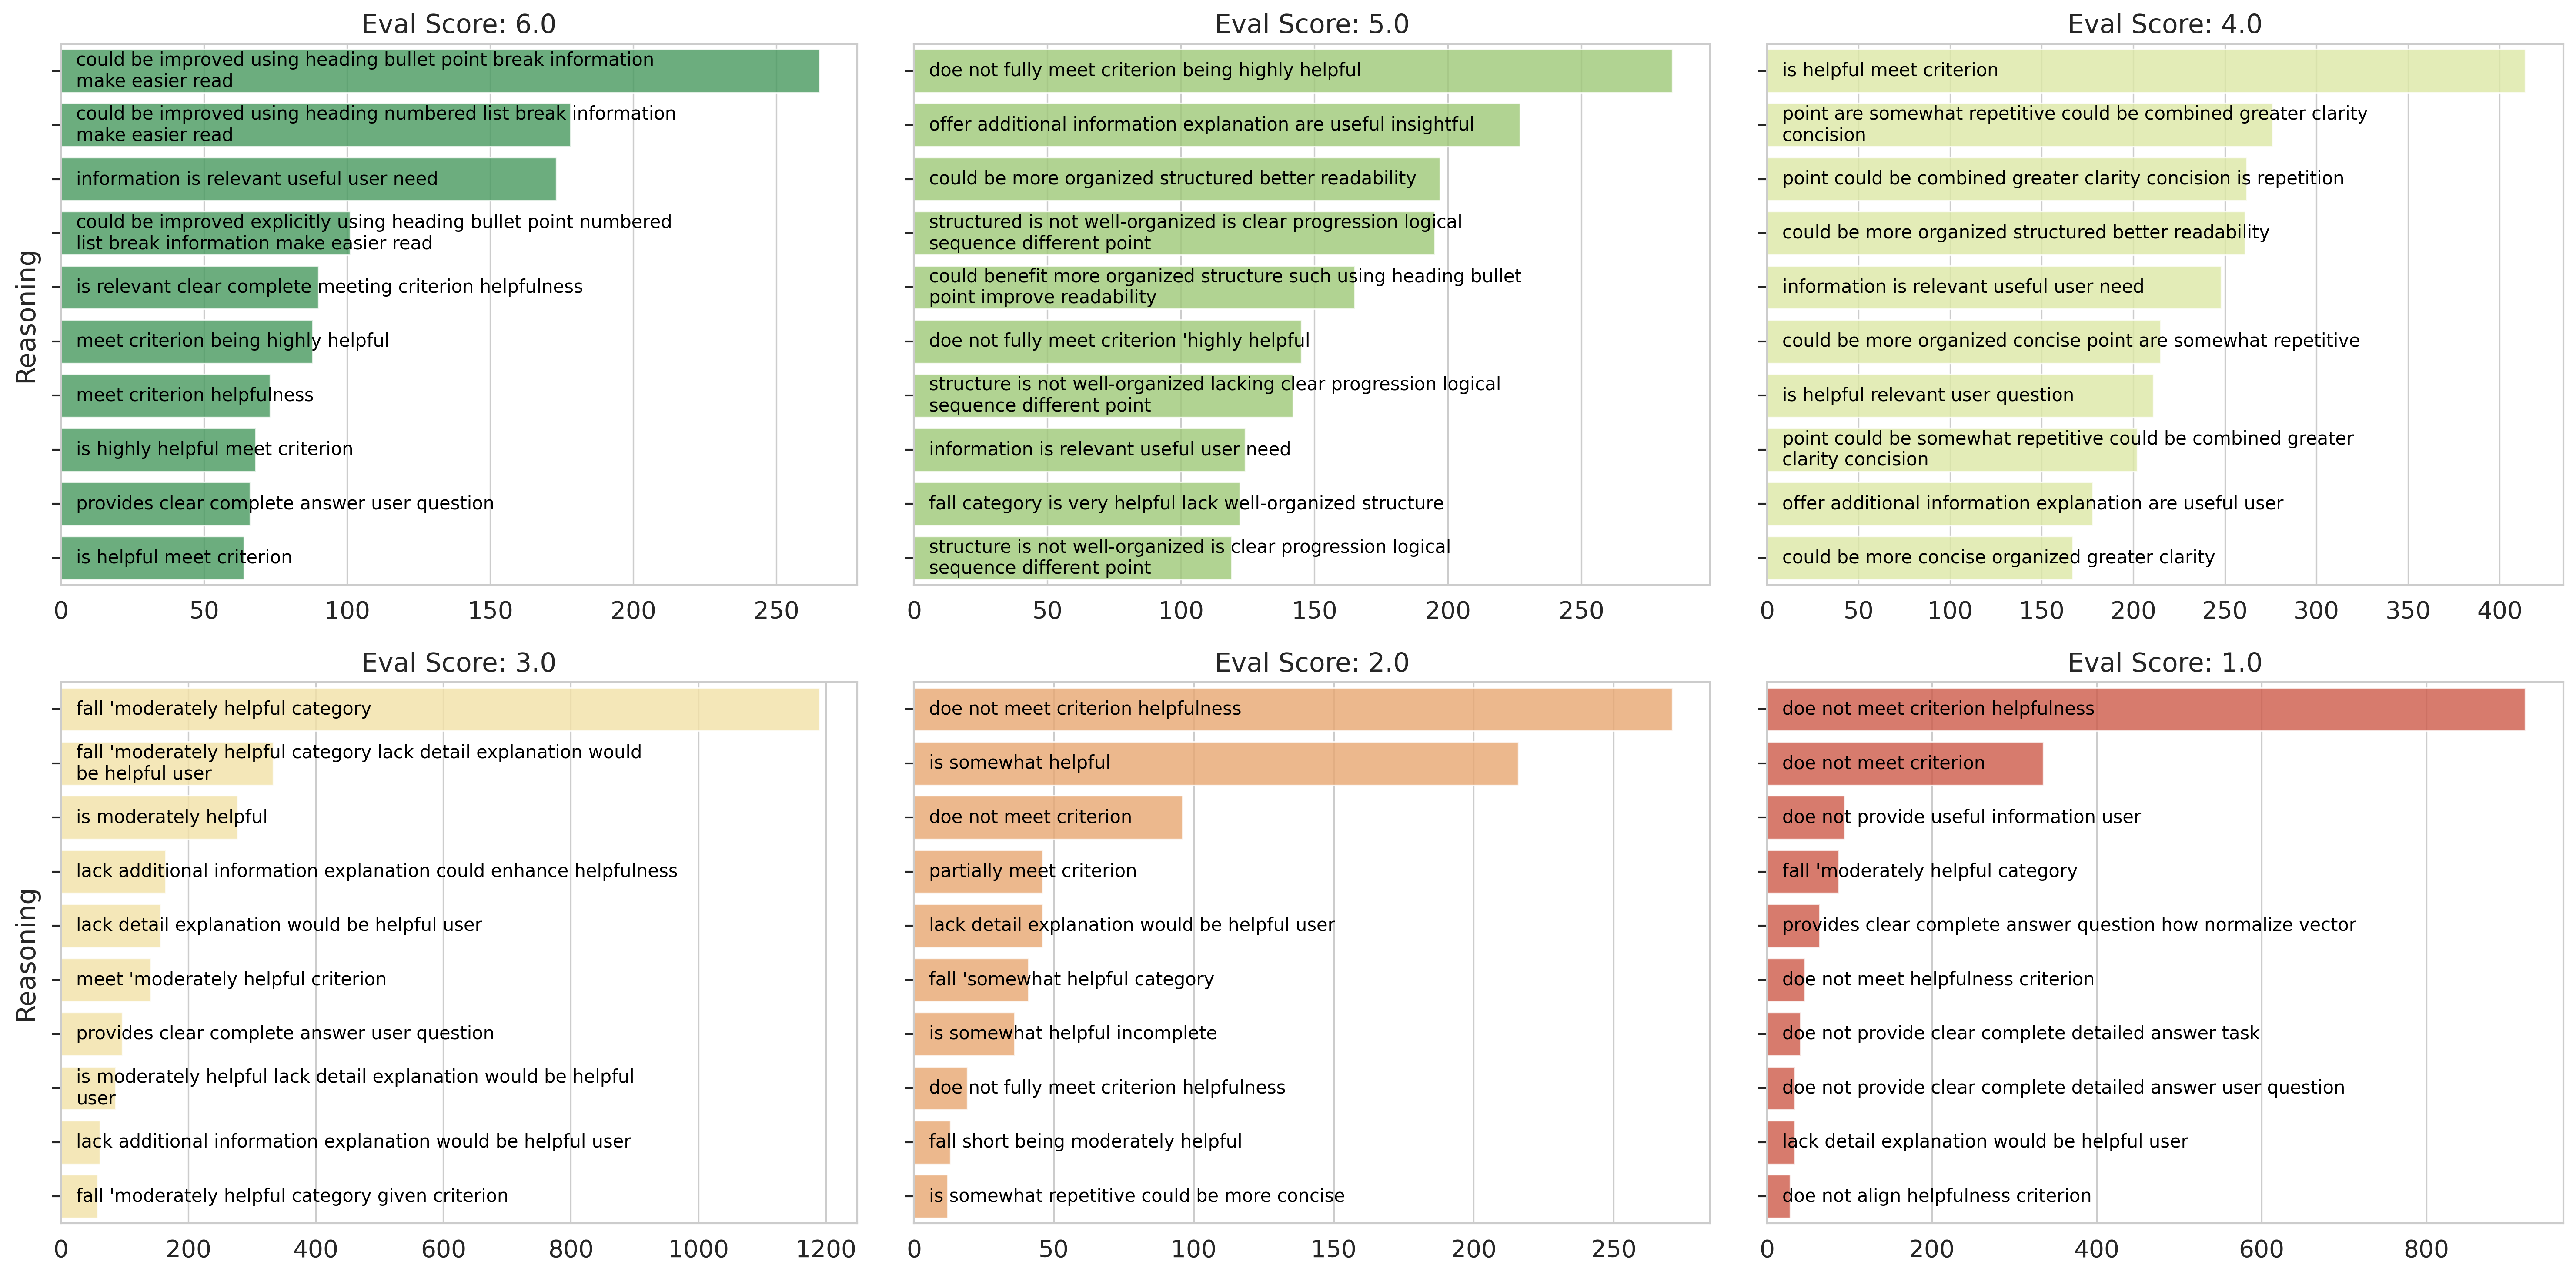 Eval Score: 6.0
Reasoning
could be improved using heading bullet point break information
make easier read
could be improved using heading numbered list break information
make easier read
information is relevant useful user need
could be improved explicitly using heading bullet point numbered
list break information make easier read
is relevant clear complete meeting criterion helpfulness
meet criterion being highly helpful
meet criterion helpfulness
is highly helpful meet criterion
provides clear complete answer user question
is helpful meet criterion
0 50 100 150 200 250
Eval Score: 5.0
doe not fully meet criterion being highly helpful
offer additional information explanation are useful insightful
could be more organized structured better readability
structured is not well-organized is clear progression logical
sequence different point
could benefit more organized structure such using heading bullet
point improve readability
doe not fully meet criterion 'highly helpful
structure is not well-organized lacking clear progression logical
sequence different point
information is relevant useful user need
fall category is very helpful lack well-organized structure
structure is not well-organized is clear progression logical
sequence different point
0 50 100 150 200 250
Eval Score: 4.0
is helpful meet criterion
point are somewhat repetitive could be combined greater clarity
concision
point could be combined greater clarity concision is repetition
could be more organized structured better readability
information is relevant useful user need
could be more organized concise point are somewhat repetitive
is helpful relevant user question
point could be somewhat repetitive could be combined greater
clarity concision
offer additional information explanation are useful user
could be more concise organized greater clarity
0 50 100 150 200 250 300 350 400
Eval Score: 3.0
Reasoning
fall 'moderately helpful category
fall 'moderately helpful category lack detail explanation would
be helpful user
is moderately helpful
lack additional information explanation could enhance helpfulness
lack detail explanation would be helpful user
meet 'moderately helpful criterion
provides clear complete answer user question
is moderately helpful lack detail explanation would be helpful
user
lack additional information explanation would be helpful user
fall 'moderately helpful category given criterion
0 200 400 600 800 1000 1200
Eval Score: 2.0
doe not meet criterion helpfulness
is somewhat helpful
doe not meet criterion
partially meet criterion
lack detail explanation would be helpful user
fall 'somewhat helpful category
is somewhat helpful incomplete
doe not fully meet criterion helpfulness
fall short being moderately helpful
is somewhat repetitive could be more concise
0 50 100 150 200 250
Eval Score: 1.0
doe not meet criterion helpfulness
doe not meet criterion
doe not provide useful information user
fall 'moderately helpful category
provides clear complete answer question how normalize vector
doe not meet helpfulness criterion
doe not provide clear complete detailed answer task
doe not provide clear complete detailed answer user question
lack detail explanation would be helpful user
doe not align helpfulness criterion
0 200 400 600 800